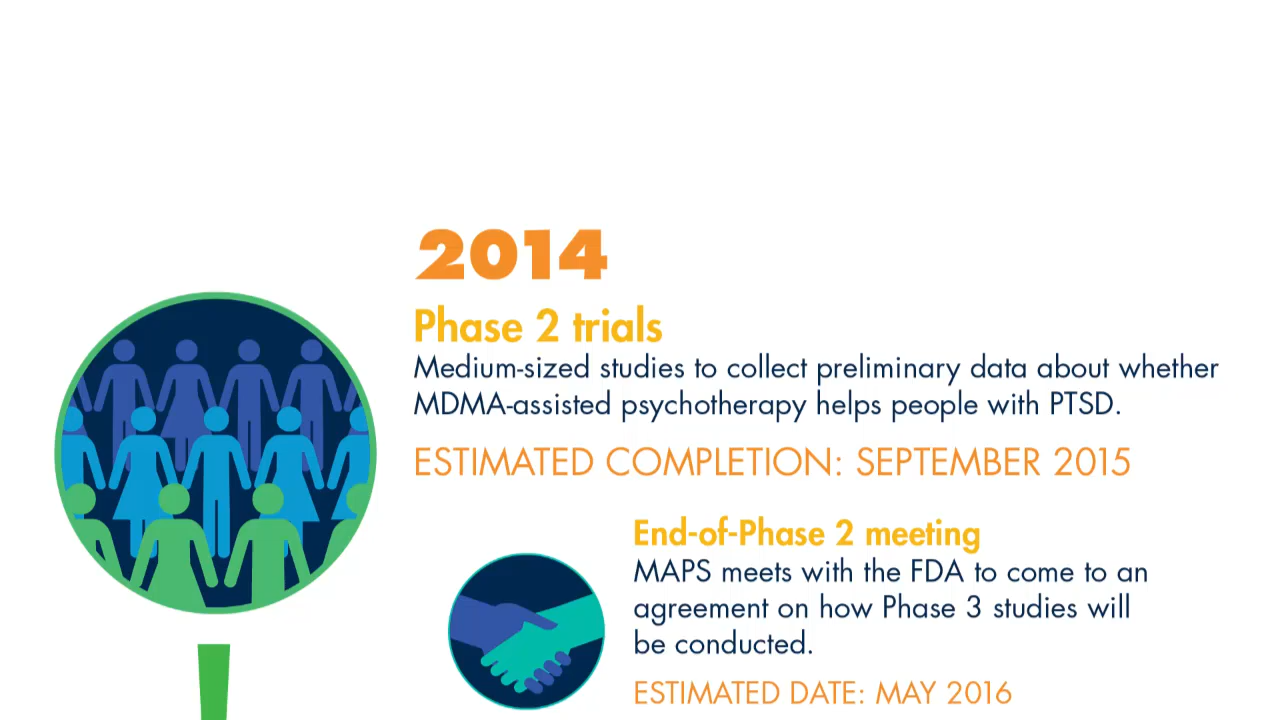 2014
Phase 2 trials
Medium-sized studies to collect preliminary data about whether
MDMA-assisted psychotherapy helps people with PTSD.
ESTIMATED COMPLETION: SEPTEMBER 2015
End-of-Phase 2 meeting
MAPS meets with the FDA to come to an
agreement on how Phase 3 studies will
be conducted.
ESTIMATED DATE: MAY 2016